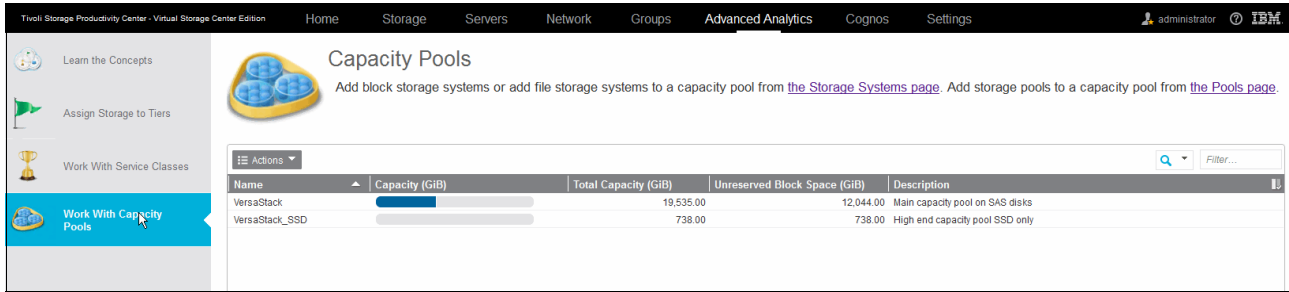 Tivoli Storage Productivity Center - Virtual Storage Center Edition Home Storage Servers Network Groups Advanced Analytics Cognos Settings administrator ? IBM.
Learn the Concepts
Assign Storage to Tiers
Work With Service Classes
Work With Capacity
Pools
Capacity Pools
Add block storage systems or add file storage systems to a capacity pool from the Storage Systems page. Add storage pools to a capacity pool from the Pools page.
Actions Filter...
Name Capacity (GiB) Total Capacity (GiB) Unreserved Block Space (GiB) Description
VersaStack 19,535.00 12,044.00 Main capacity pool on SAS disks
VersaStack_SSD 738.00 738.00 High end capacity pool SSD only